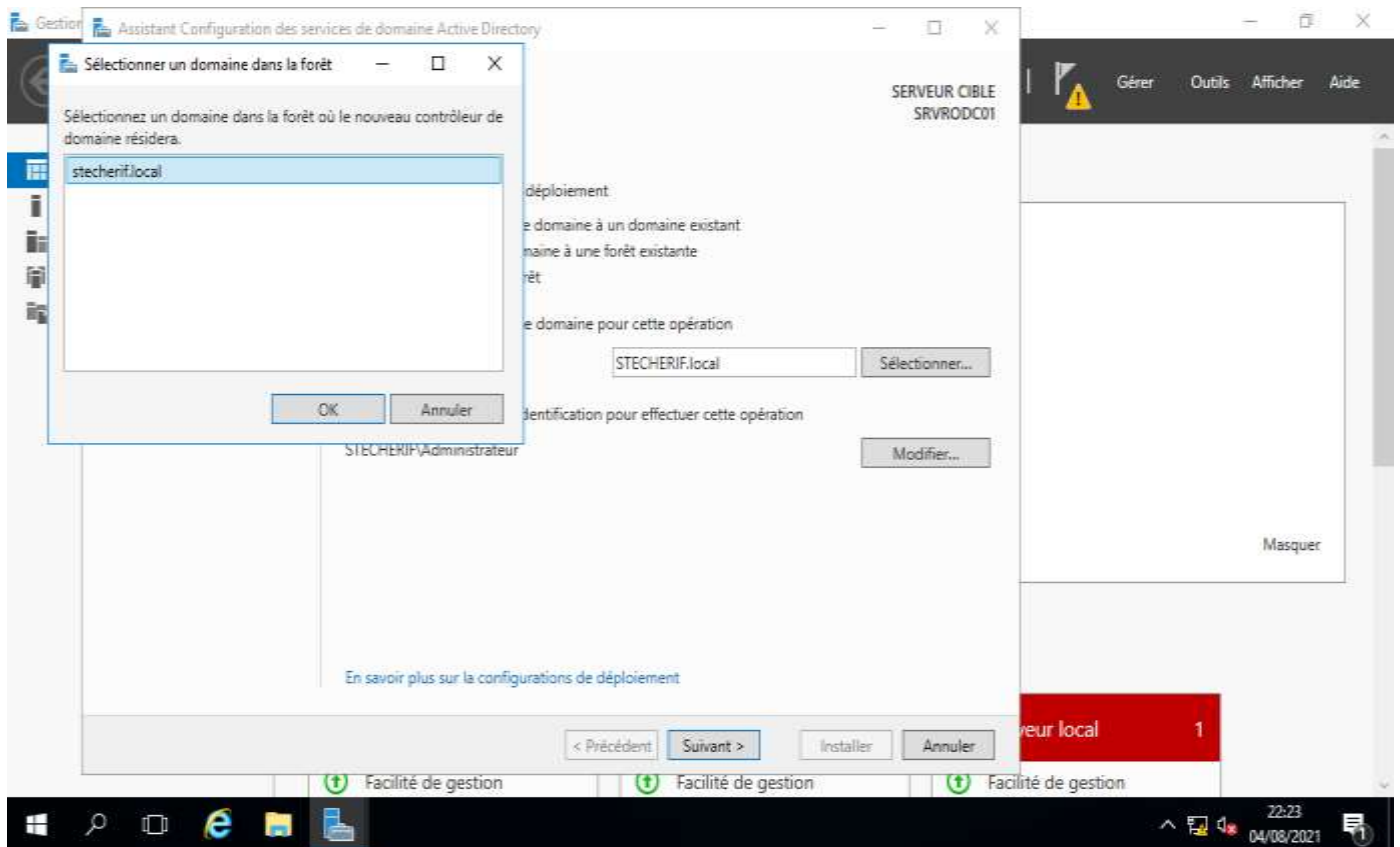 Gestion
Assistant Configuration des services de domaine Active Directory
Sélectionner un domaine dans la forêt
Sélectionnez un domaine dans la forêt où le nouveau contrôleur de
domaine résidera.
stecherif.local
OK
Annuler
SERVEUR CIBLE
SRVRODC01
Gérer
Outils
Afficher
Aide
déploiement
e domaine à un domaine existant
maine à une forêt existante
rêt
e domaine pour cette opération
STECHERIF.local
Sélectionner...
identification pour effectuer cette opération
STECHERIF\Administrateur
Modifier...
Masquer
En savoir plus sur la configurations de déploiement
< Précédent
Suivant >
Installer
Annuler
eur local
1
Facilité de gestion
Facilité de gestion
Facilité de gestion
22:23
04/08/2021
1